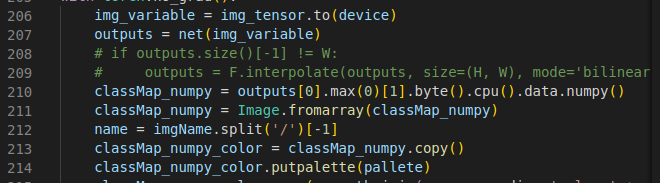 206 img_variable = img_tensor.to(device)
207 outputs = net(img_variable)
208 # if outputs.size()[-1] != W:
209 #     outputs = F.interpolate(outputs, size=(H, W), mode='bilinear
210 classMap_numpy = outputs[0].max(0)[1].byte().cpu().data.numpy()
211 classMap_numpy = Image.fromarray(classMap_numpy)
212 name = imgName.split('/')[-1]
213 classMap_numpy_color = classMap_numpy.copy()
214 classMap_numpy_color.putpalette(pallete)